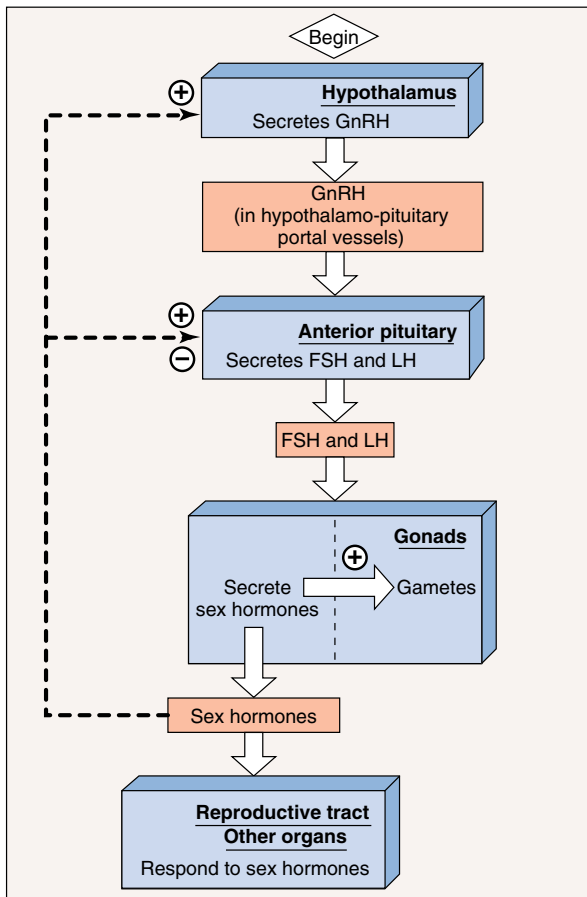 Begin
+
Hypothalamus
Secretes GnRH
GnRH
(in hypothalamo-pituitary
portal vessels)
+
Anterior pituitary
−
Secretes FSH and LH
FSH and LH
Gonads
+
Secrete
sex hormones
Gametes
Sex hormones
Reproductive tract
Other organs
Respond to sex hormones